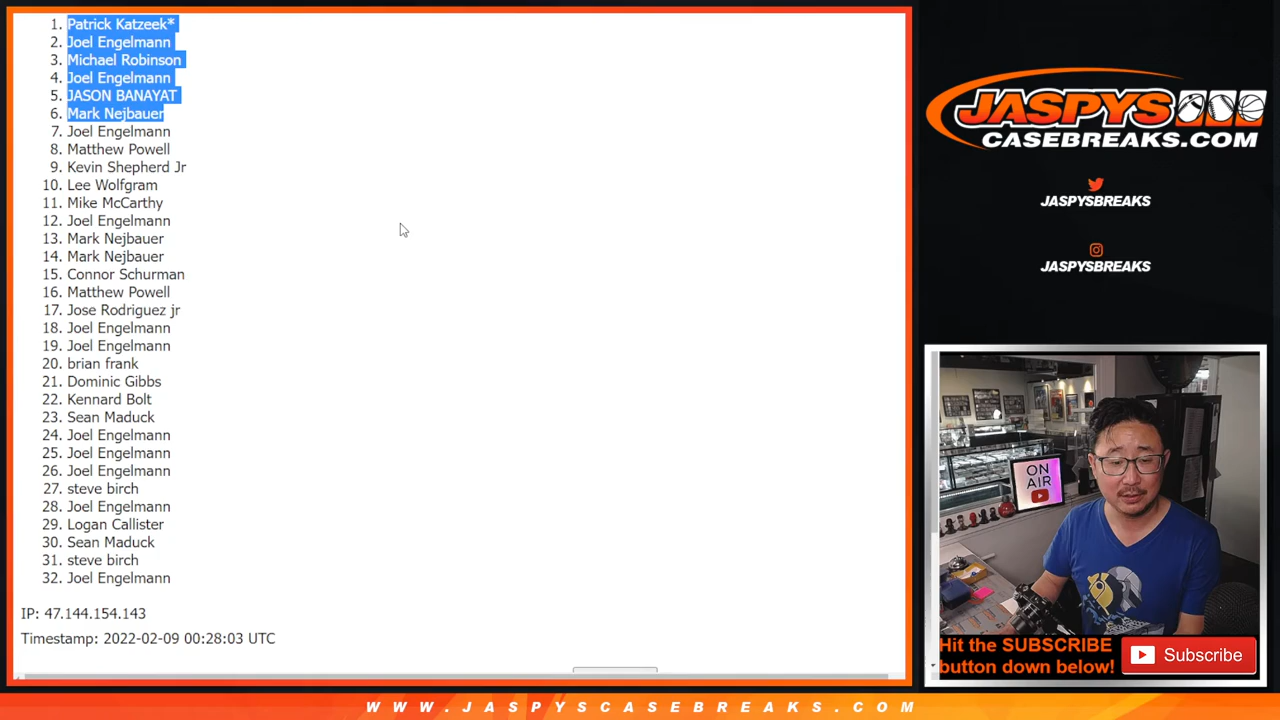 1. Patrick Katzeek*
2. Joel Engelmann
3. Michael Robinson
4. Joel Engelmann
5. JASON BANAYAT
6. Mark Nejbauer
7. Joel Engelmann
8. Matthew Powell
9. Kevin Shepherd Jr
10. Lee Wolfgram
11. Mike McCarthy
12. Joel Engelmann
13. Mark Nejbauer
14. Mark Nejbauer
15. Connor Schurman
16. Matthew Powell
17. Jose Rodriguez jr
18. Joel Engelmann
19. Joel Engelmann
20. brian frank
21. Dominic Gibbs
22. Kennard Bolt
23. Sean Maduck
24. Joel Engelmann
25. Joel Engelmann
26. Joel Engelmann
27. steve birch
28. Joel Engelmann
29. Logan Callister
30. Sean Maduck
31. steve birch
32. Joel Engelmann
IP: 47.144.154.143
Timestamp: 2022-02-09 00:28:03 UTC
JASPYS
CASEBREAKS.COM
JASPYSBREAKS
JASPYSBREAKS
ON
AIR
Hit the SUBSCRIBE
button down below!
Subscribe
WWW.JASPYSCASEBREAKS.COM